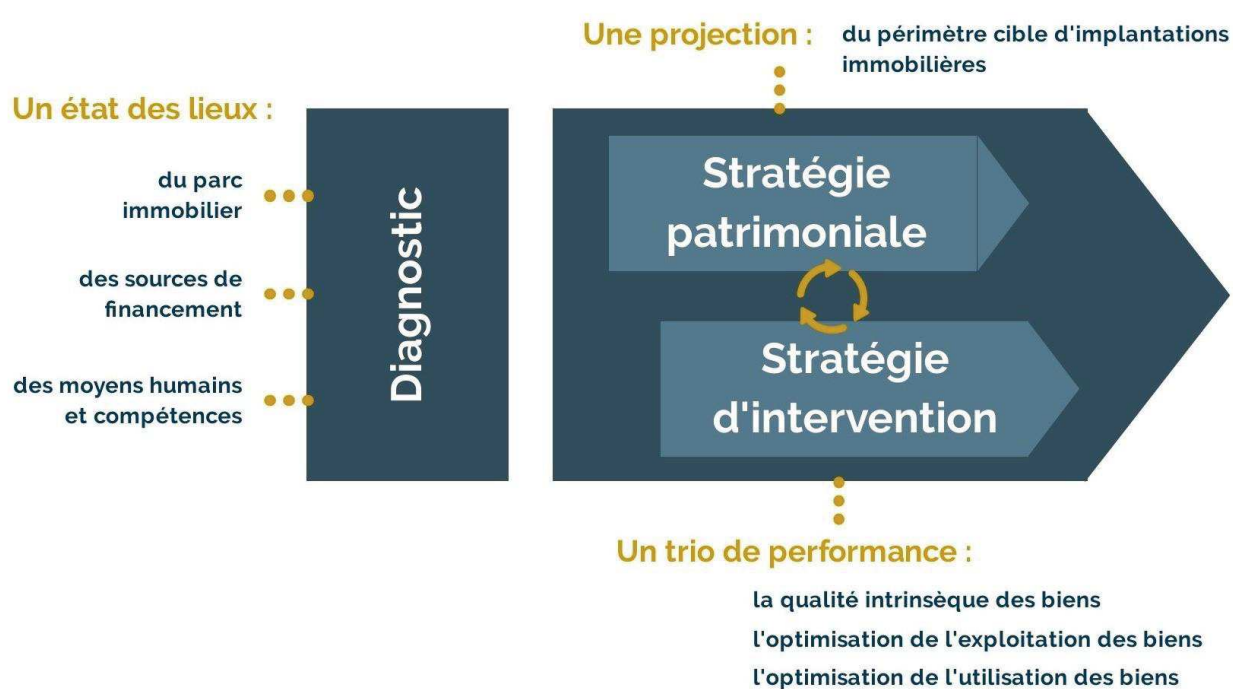 Un état des lieux :
du parc
immobilier
des sources de
financement
des moyens humains
et compétences
Diagnostic
Une projection :
du périmètre cible d'implantations
immobilières
Stratégie
patrimoniale
Stratégie
d'intervention
Un trio de performance :
la qualité intrinsèque des biens
l'optimisation de l'exploitation des biens
l'optimisation de l'utilisation des biens